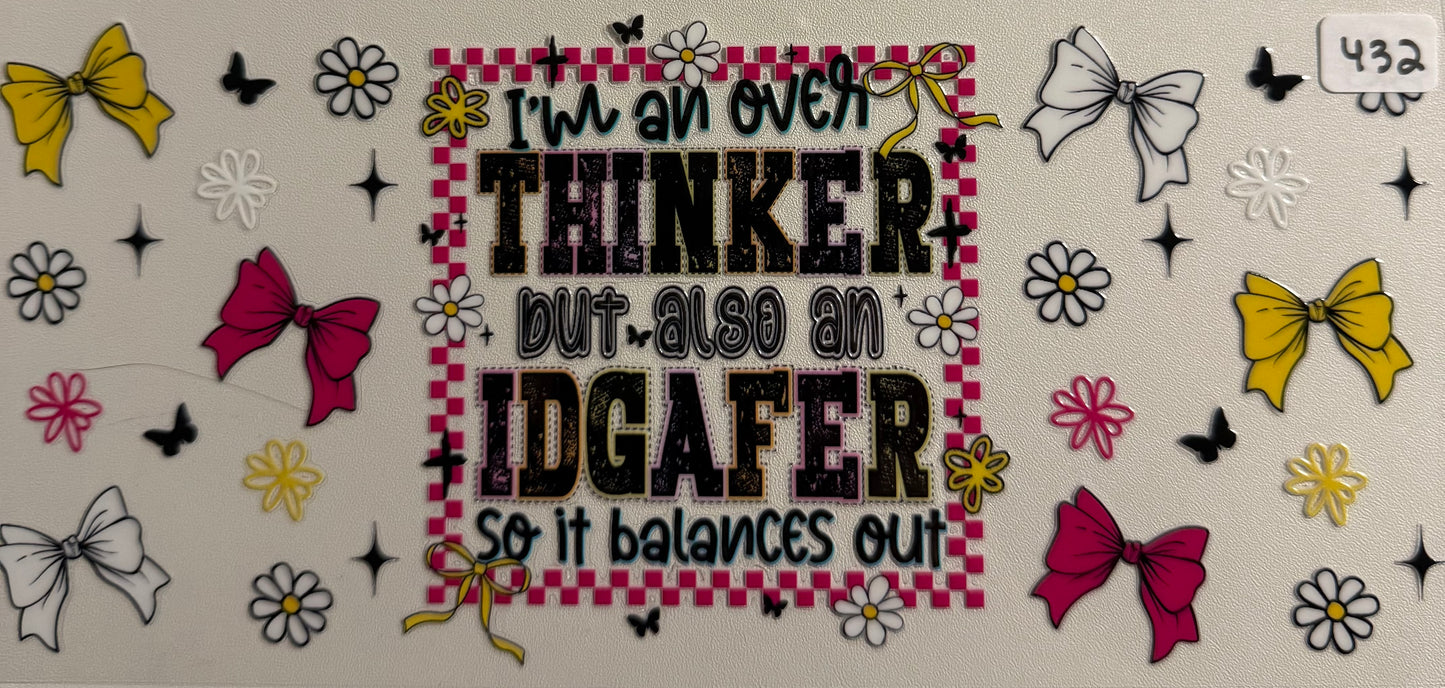 432
I'm an over
THINKER
but also an
IDGAFER
so it balances out